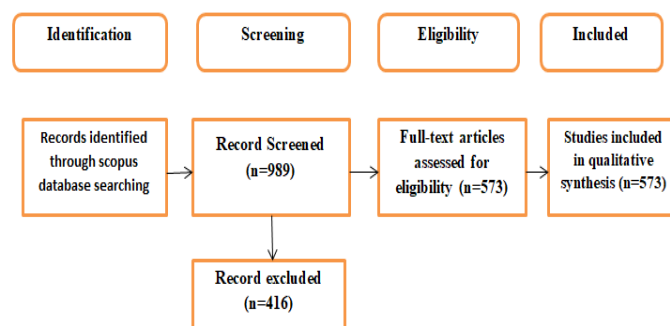 Identification
Screening
Eligibility
Included
Records identified
through scopus
database searching
Record Screened
(n=989)
Full-text articles
assessed for
eligibility (n=573)
Studies included
in qualitative
synthesis (n=573)
Record excluded
(n=416)